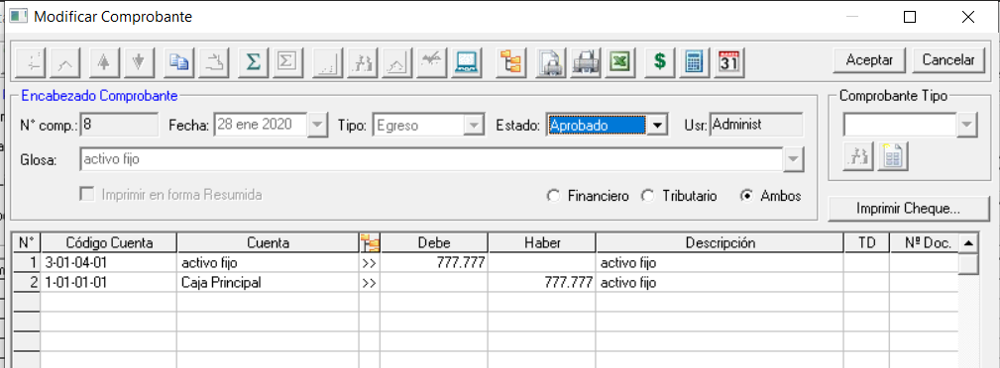 Modificar Comprobante
Σ Σ $ 31 Aceptar Cancelar
Encabezado Comprobante
N° comp.: 8 Fecha: 28 ene 2020 Tipo: Egreso Estado: Aprobado Usr: Administ
Glosa: activo fijo
Imprimir en forma Resumida Financiero Tributario Ambos
Comprobante Tipo
Imprimir Cheque...
N° Código Cuenta Cuenta Debe Haber Descripción TD Nº Doc.
1 3-01-04-01 activo fijo >> 777.777 activo fijo
2 1-01-01-01 Caja Principal >> 777.777 activo fijo